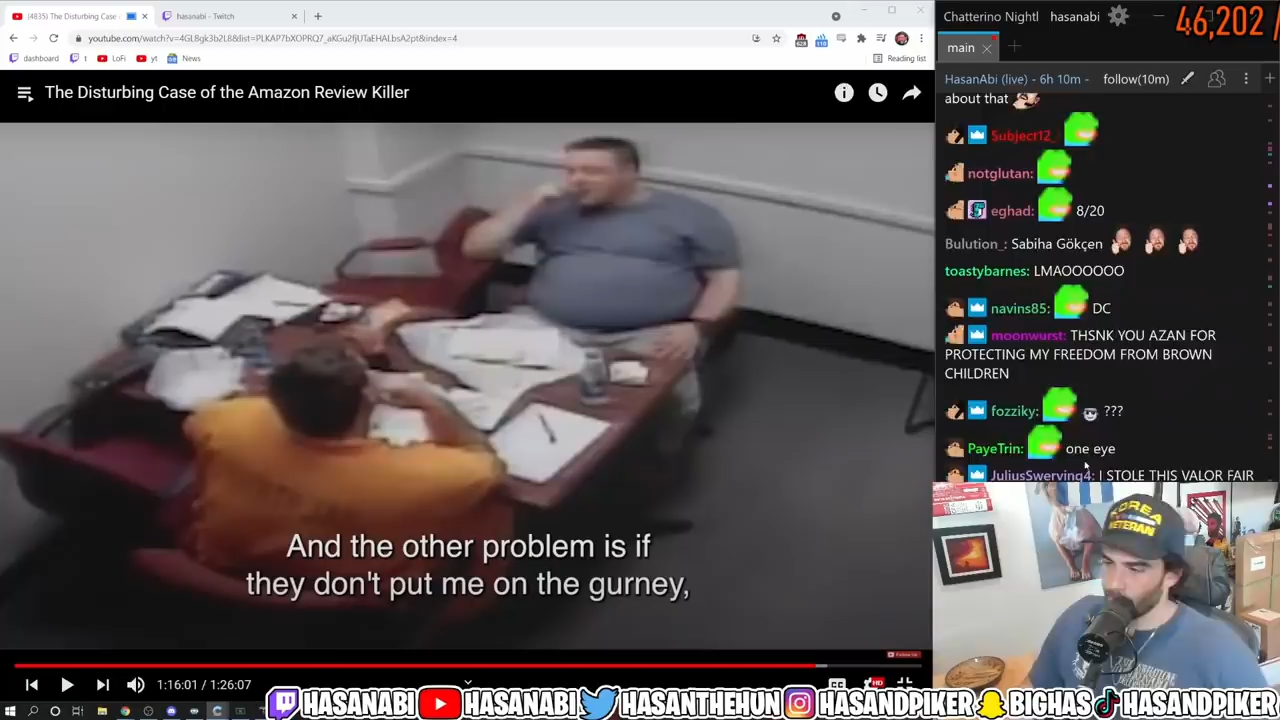 (4835) The Disturbing Case
hasanabi - Twitch
youtube.com/watch?v=4GL8gk3b2L8&list=PLKAP7bXOPRQ7_aKGu2fjUTaEHALbsA2pt&index=4
dashboard
t
LoFi
yt
News
Reading list
The Disturbing Case of the Amazon Review Killer
And the other problem is if
they don't put me on the gurney,
1:16:01 / 1:26:07
HD
Chatterino Nightl
hasanabi
46,202 /
main
HasanAbi (live) - 6h 10m -
follow(10m)
about that
Subject12_:
notglutan:
eghad: 8/20
Bulution_: Sabiha Gökçen
toastybarnes: LMAOOOOOO
navins85: DC
moonwurst: THSNK YOU AZAN FOR
PROTECTING MY FREEDOM FROM BROWN
CHILDREN
fozziky: ???
PayeTrin: one eye
JuliusSwerving4: I STOLE THIS VALOR FAIR
KOREA
VETERAN
HASANABI
HASANABI
HASANTHEHUN
HASANDPIKER
BIGHAS
HASANDPIKER